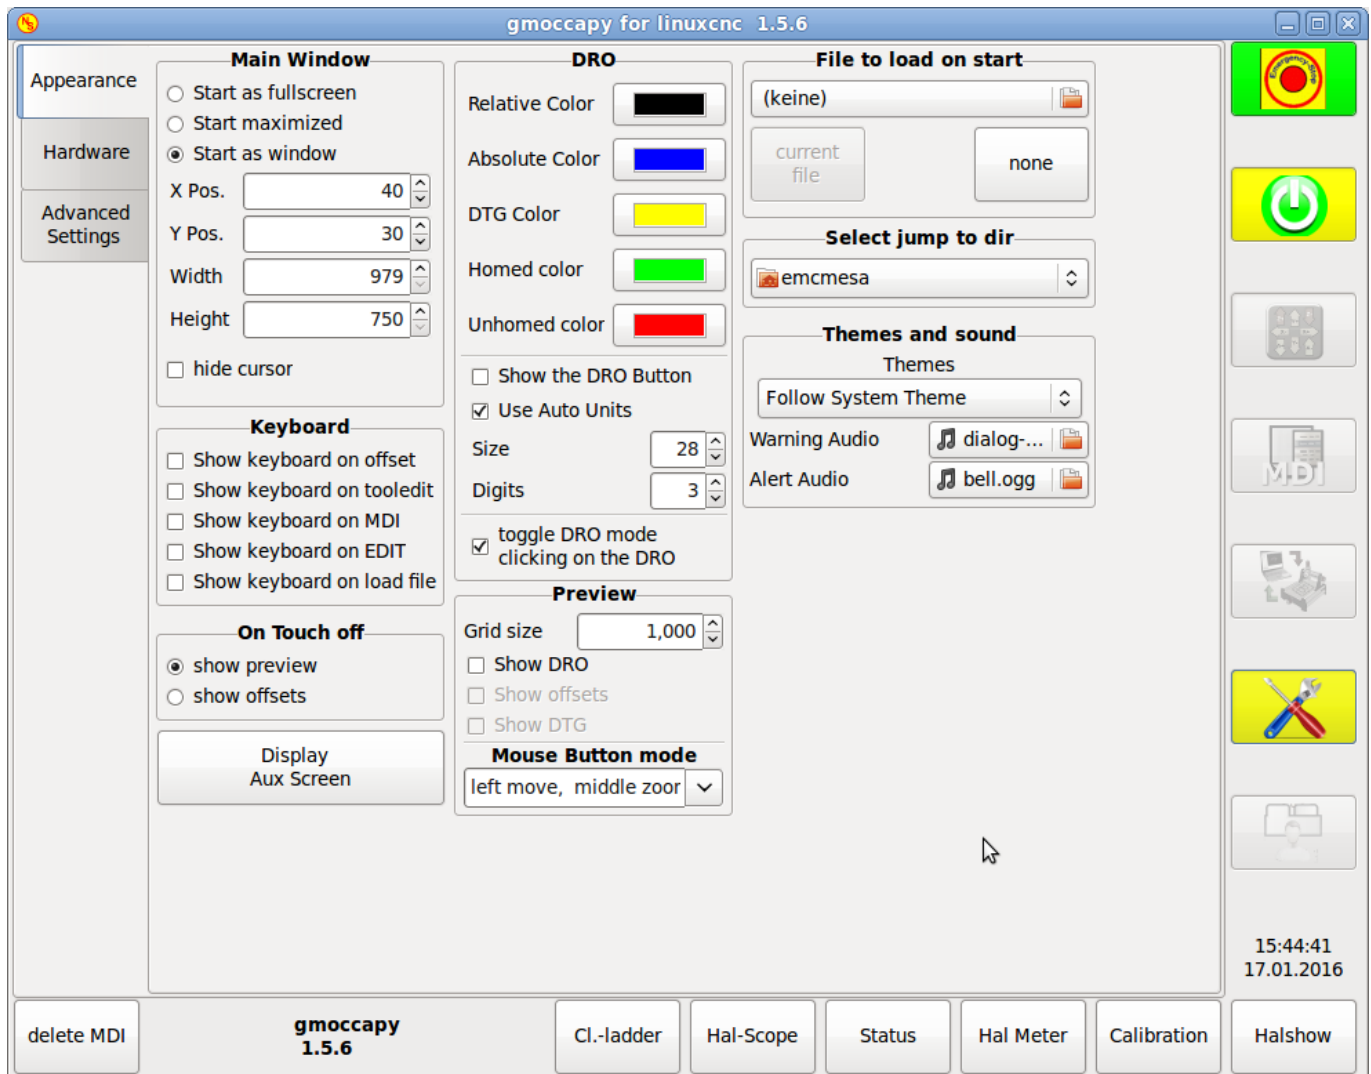 gmoccapy for linuxcnc 1.5.6
Appearance
Hardware
Advanced
Settings
Main Window
Start as fullscreen
Start maximized
Start as window
X Pos. 40
Y Pos. 30
Width 979
Height 750
hide cursor
Keyboard
Show keyboard on offset
Show keyboard on tooledit
Show keyboard on MDI
Show keyboard on EDIT
Show keyboard on load file
On Touch off
show preview
show offsets
Display
Aux Screen
DRO
Relative Color
Absolute Color
DTG Color
Homed color
Unhomed color
Show the DRO Button
Use Auto Units
Size 28
Digits 3
toggle DRO mode
clicking on the DRO
Preview
Grid size 1,000
Show DRO
Show offsets
Show DTG
Mouse Button mode
left move, middle zoor
File to load on start
(keine)
current
file
none
Select jump to dir
emcmesa
Themes and sound
Themes
Follow System Theme
Warning Audio dialog-...
Alert Audio bell.ogg
Emergency-Stop
MDI
15:44:41
17.01.2016
delete MDI
gmoccapy
1.5.6
Cl.-ladder
Hal-Scope
Status
Hal Meter
Calibration
Halshow